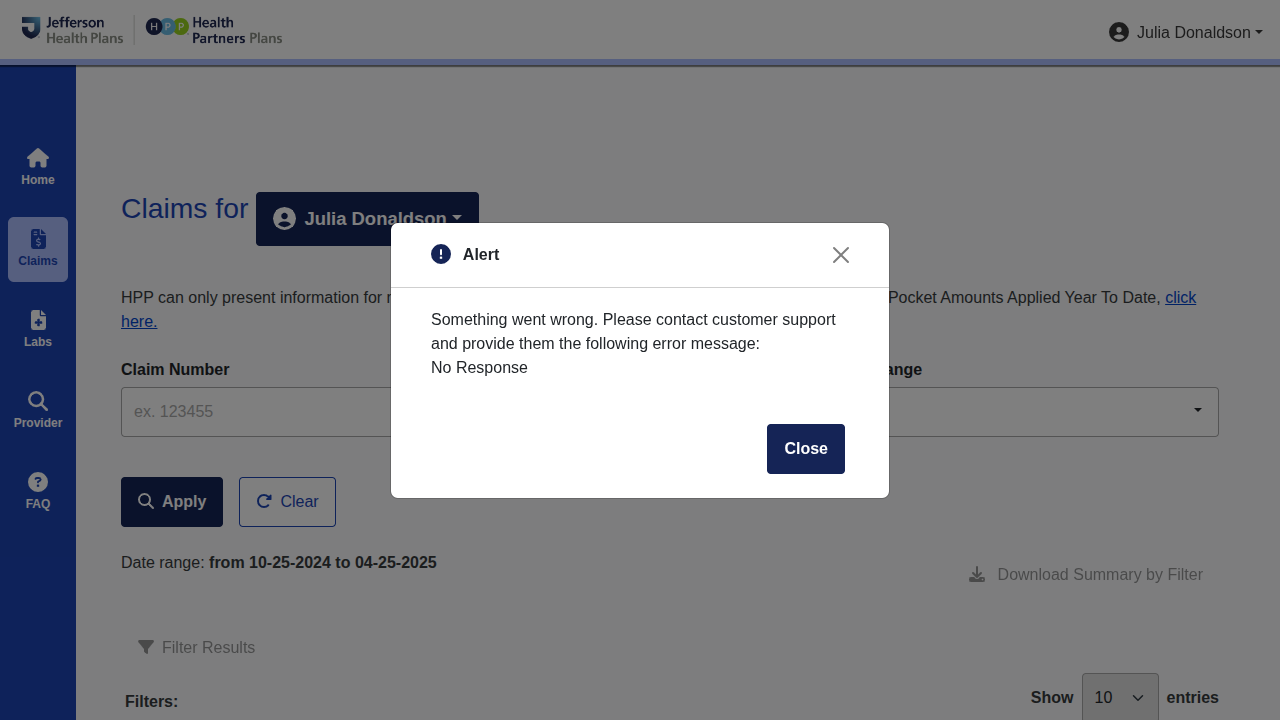 Jefferson
Health Plans
HPP
Health
Partners Plans
Julia Donaldson
Home
Claims
Labs
Provider
FAQ
Claims for
Julia Donaldson
Alert
HPP can only present information for
Pocket Amounts Applied Year To Date, click
here.
Something went wrong. Please contact customer support
and provide them the following error message:
No Response
Claim Number
ange
ex. 123455
Close
Apply
Clear
Date range: from 10-25-2024 to 04-25-2025
Download Summary by Filter
Filter Results
Filters:
Show 10 entries